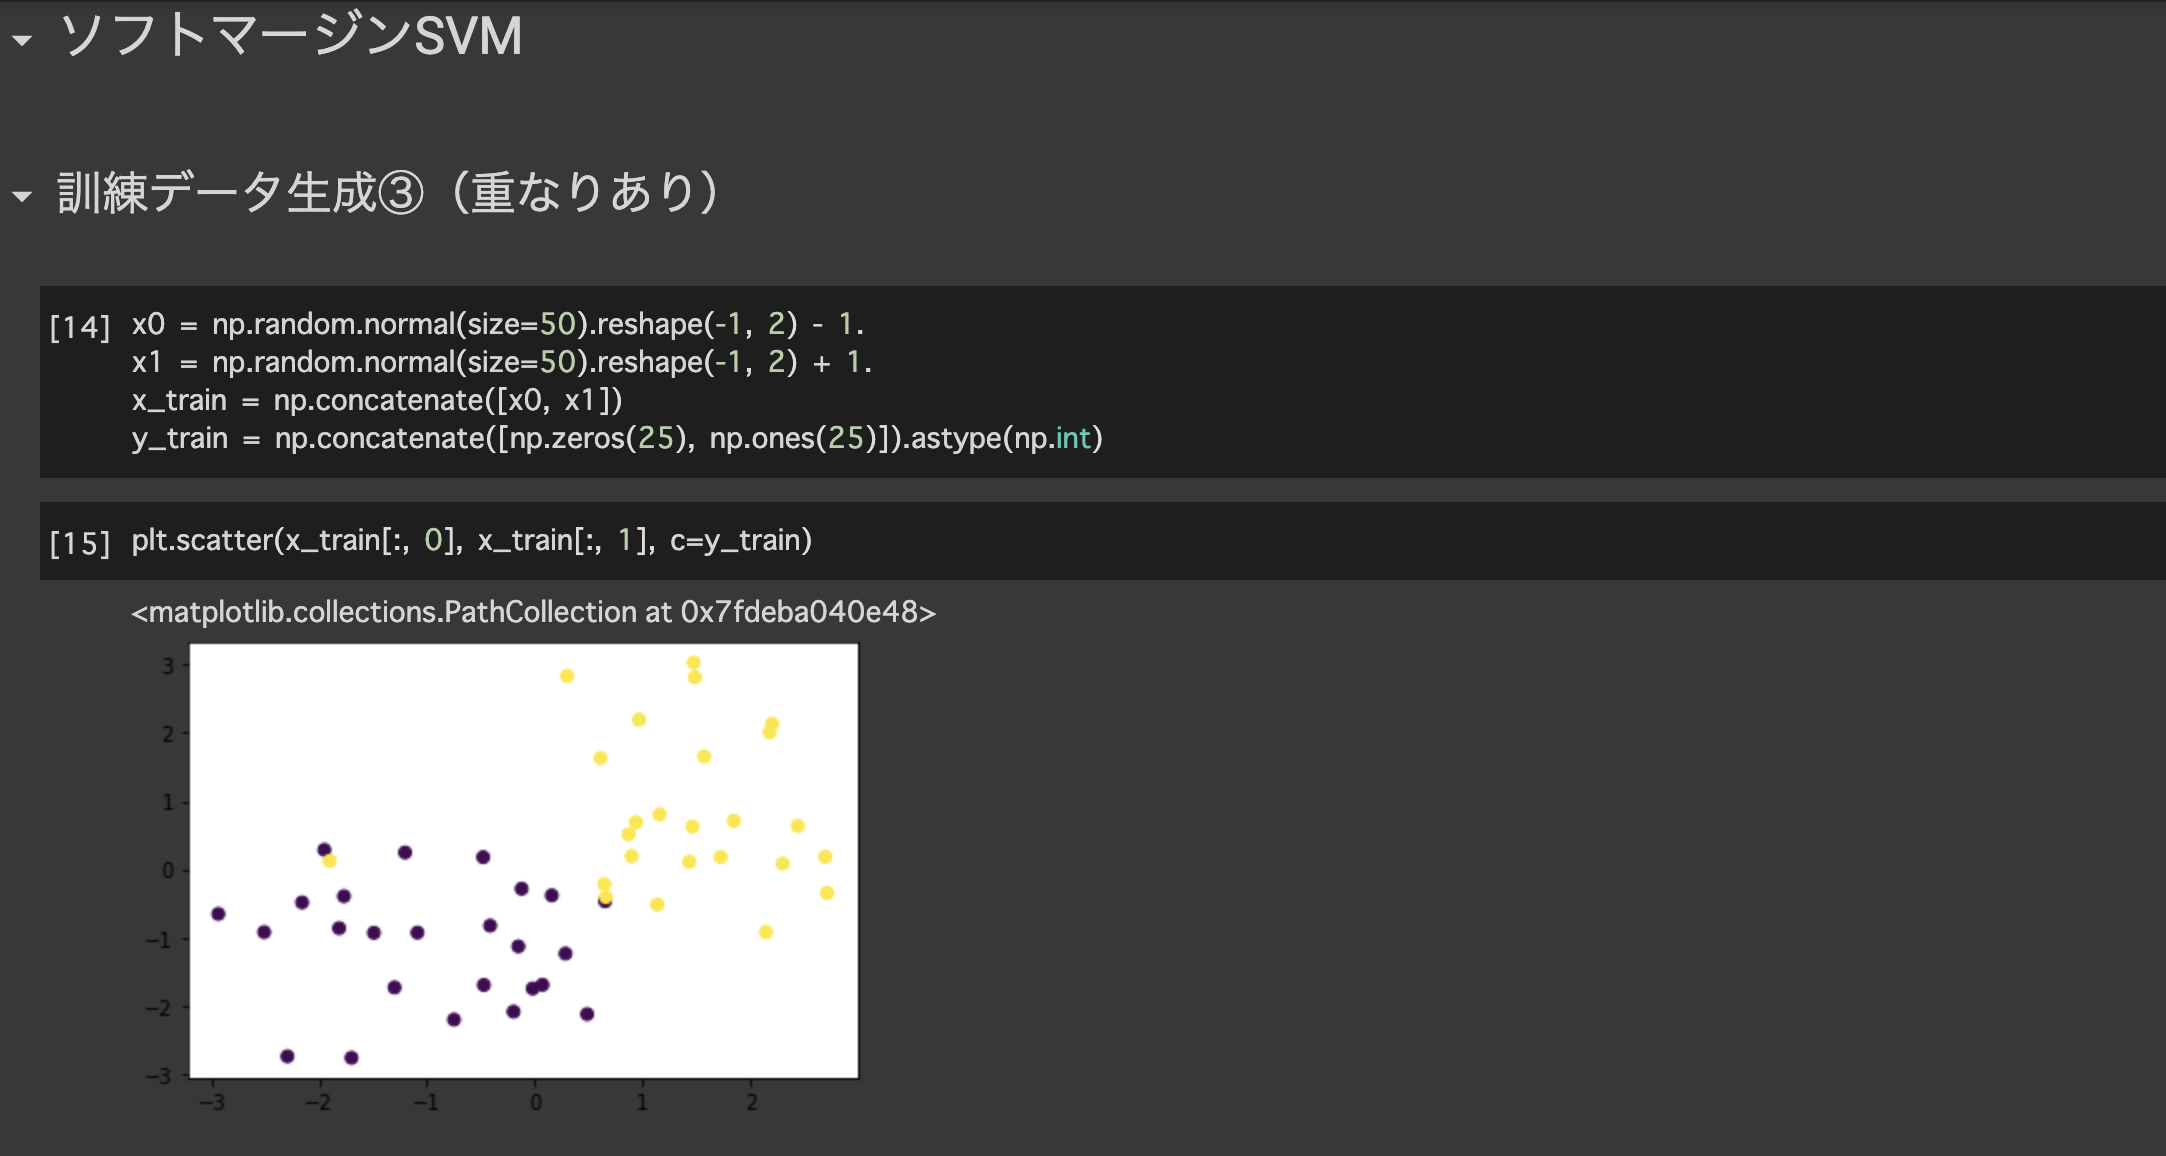 ソフトマージンSVM
訓練データ生成③（重なりあり）
[14] x0 = np.random.normal(size=50).reshape(-1, 2) - 1.
x1 = np.random.normal(size=50).reshape(-1, 2) + 1.
x_train = np.concatenate([x0, x1])
y_train = np.concatenate([np.zeros(25), np.ones(25)]).astype(np.int)
[15] plt.scatter(x_train[:, 0], x_train[:, 1], c=y_train)
<matplotlib.collections.PathCollection at 0x7fdeba040e48>
3
2
1
0
−1
−2
−3
−3 −2 −1 0 1 2